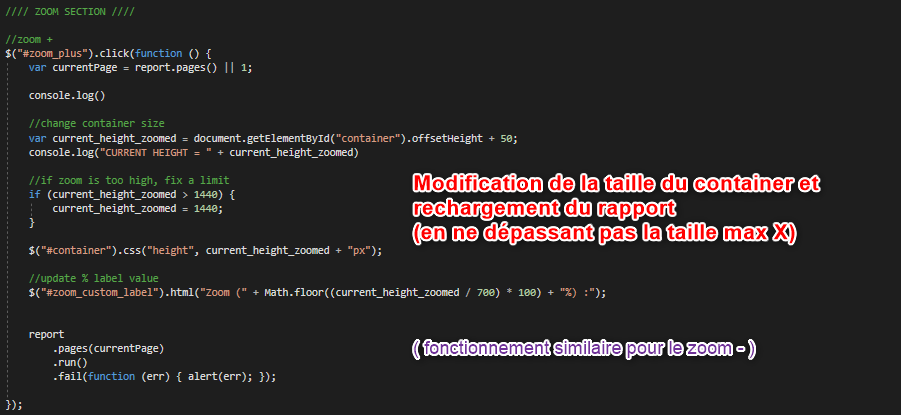 //// ZOOM SECTION ////
//zoom +
$("#zoom_plus").click(function () {
var currentPage = report.pages() || 1;
console.log()
//change container size
var current_height_zoomed = document.getElementById("container").offsetHeight + 50;
console.log("CURRENT HEIGHT = " + current_height_zoomed)
//if zoom is too high, fix a limit
if (current_height_zoomed > 1440) {
current_height_zoomed = 1440;
}
Modification de la taille du container et
rechargement du rapport
(en ne dépassant pas la taille max X)
$("#container").css("height", current_height_zoomed + "px");
//update % label value
$("#zoom_custom_label").html("Zoom (" + Math.floor((current_height_zoomed / 700) * 100) + "%) :");
report
.pages(currentPage)
.run()
.fail(function (err) { alert(err); });
( fonctionnement similaire pour le zoom - )
});